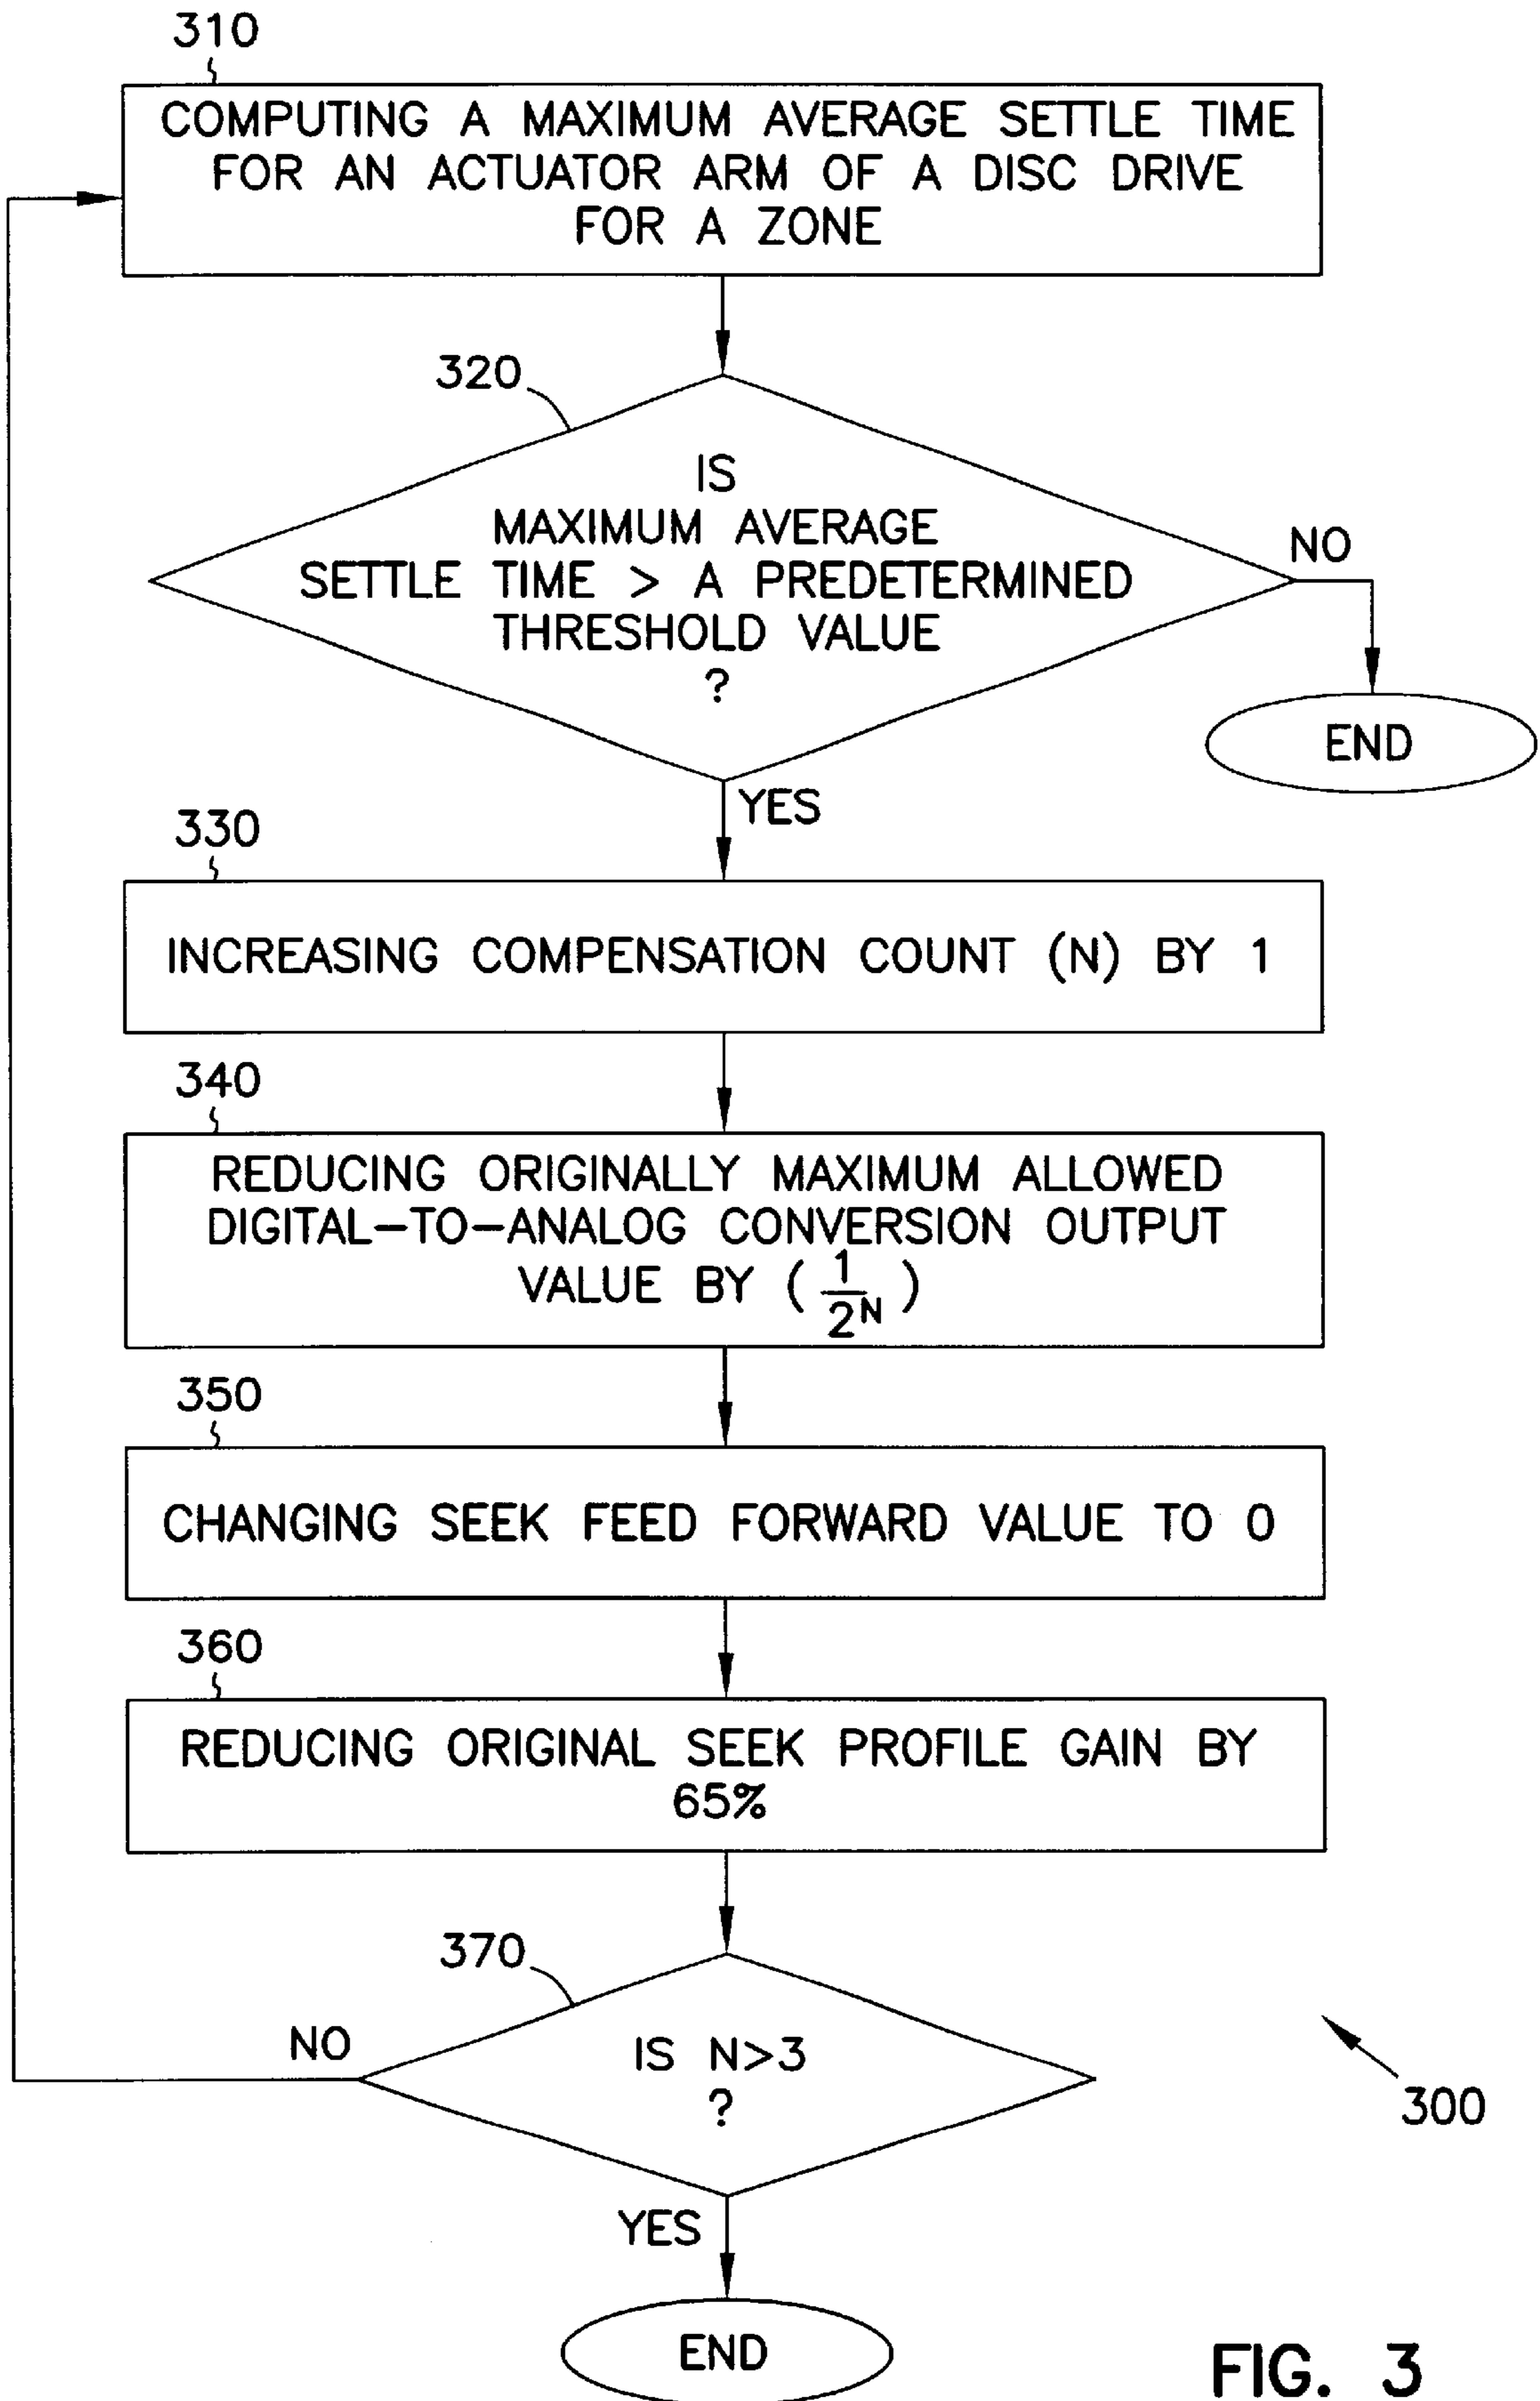 310
COMPUTING A MAXIMUM AVERAGE SETTLE TIME
FOR AN ACTUATOR ARM OF A DISC DRIVE
FOR A ZONE
320
IS
MAXIMUM AVERAGE
SETTLE TIME > A PREDETERMINED
THRESHOLD VALUE
?
NO
END
YES
330
INCREASING COMPENSATION COUNT (N) BY 1
340
REDUCING ORIGINALLY MAXIMUM ALLOWED
DIGITAL-TO-ANALOG CONVERSION OUTPUT
VALUE BY (1/2^N)
350
CHANGING SEEK FEED FORWARD VALUE TO 0
360
REDUCING ORIGINAL SEEK PROFILE GAIN BY
65%
370
NO
IS N>3
?
300
YES
END
FIG. 3